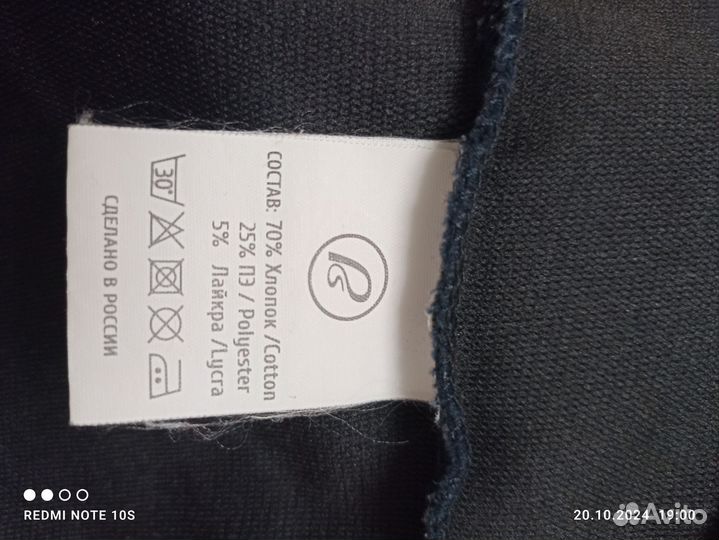 СОСТАВ: 70% Хлопок /Cotton
25% ПЭ / Polyester
5% Лайкра /Lycra
30°
СДЕЛАНО В РОССИИ
REDMI NOTE 10S
20.10.2024 19:00
Avito